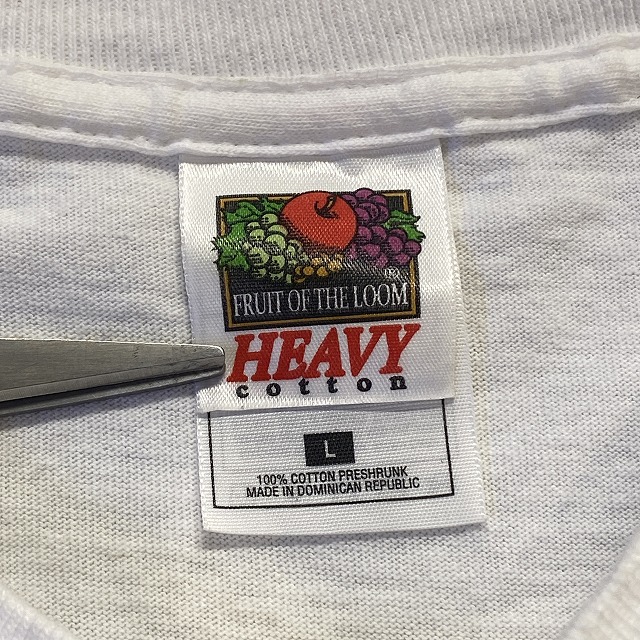 ®
FRUIT OF THE LOOM
HEAVY
cotton
L
100% COTTON PRESHRUNK
MADE IN DOMINICAN REPUBLIC